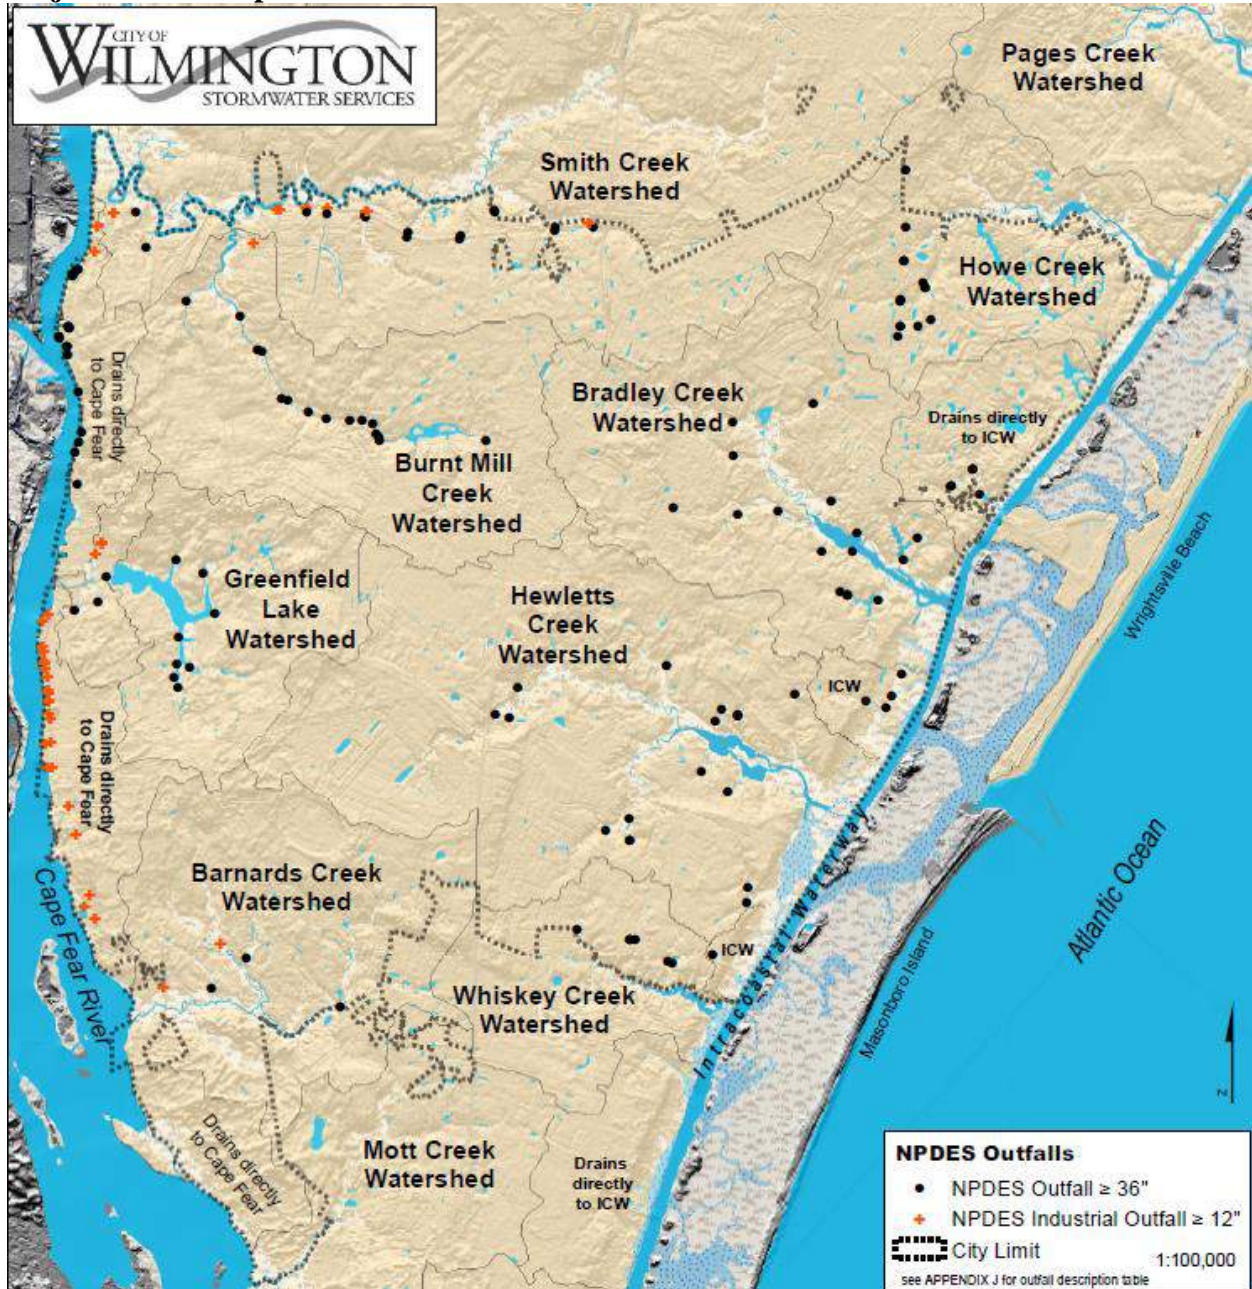 CITY OF
WILMINGTON
STORMWATER SERVICES
Pages Creek
Watershed
Smith Creek
Watershed
Howe Creek
Watershed
Drains directly
to Cape Fear
Bradley Creek
Watershed
Drains directly
to ICW
Burnt Mill
Creek
Watershed
Wrightsville Beach
Greenfield
Lake
Watershed
Hewletts
Creek
Watershed
ICW
Drains directly
to Cape Fear
Barnards Creek
Watershed
Intracoastal Waterway
Atlantic Ocean
Cape Fear River
ICW
Masonboro Island
Whiskey Creek
Watershed
N
Drains directly
to Cape Fear
Mott Creek
Watershed
Drains
directly
to ICW
NPDES Outfalls
NPDES Outfall ≥ 36"
NPDES Industrial Outfall ≥ 12"
City Limit
1:100,000
see APPENDIX J for outfall description table